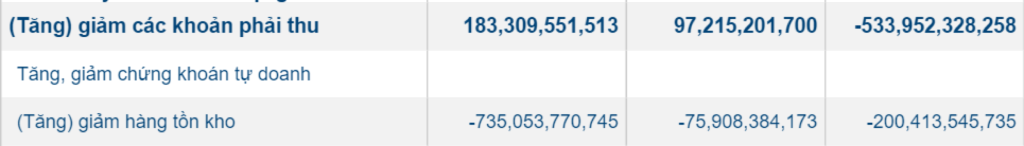 (Tăng) giảm các khoản phải thu 183,309,551,513 97,215,201,700 -533,952,328,258
Tăng, giảm chứng khoán tự doanh
(Tăng) giảm hàng tồn kho -735,053,770,745 -75,908,384,173 -200,413,545,735